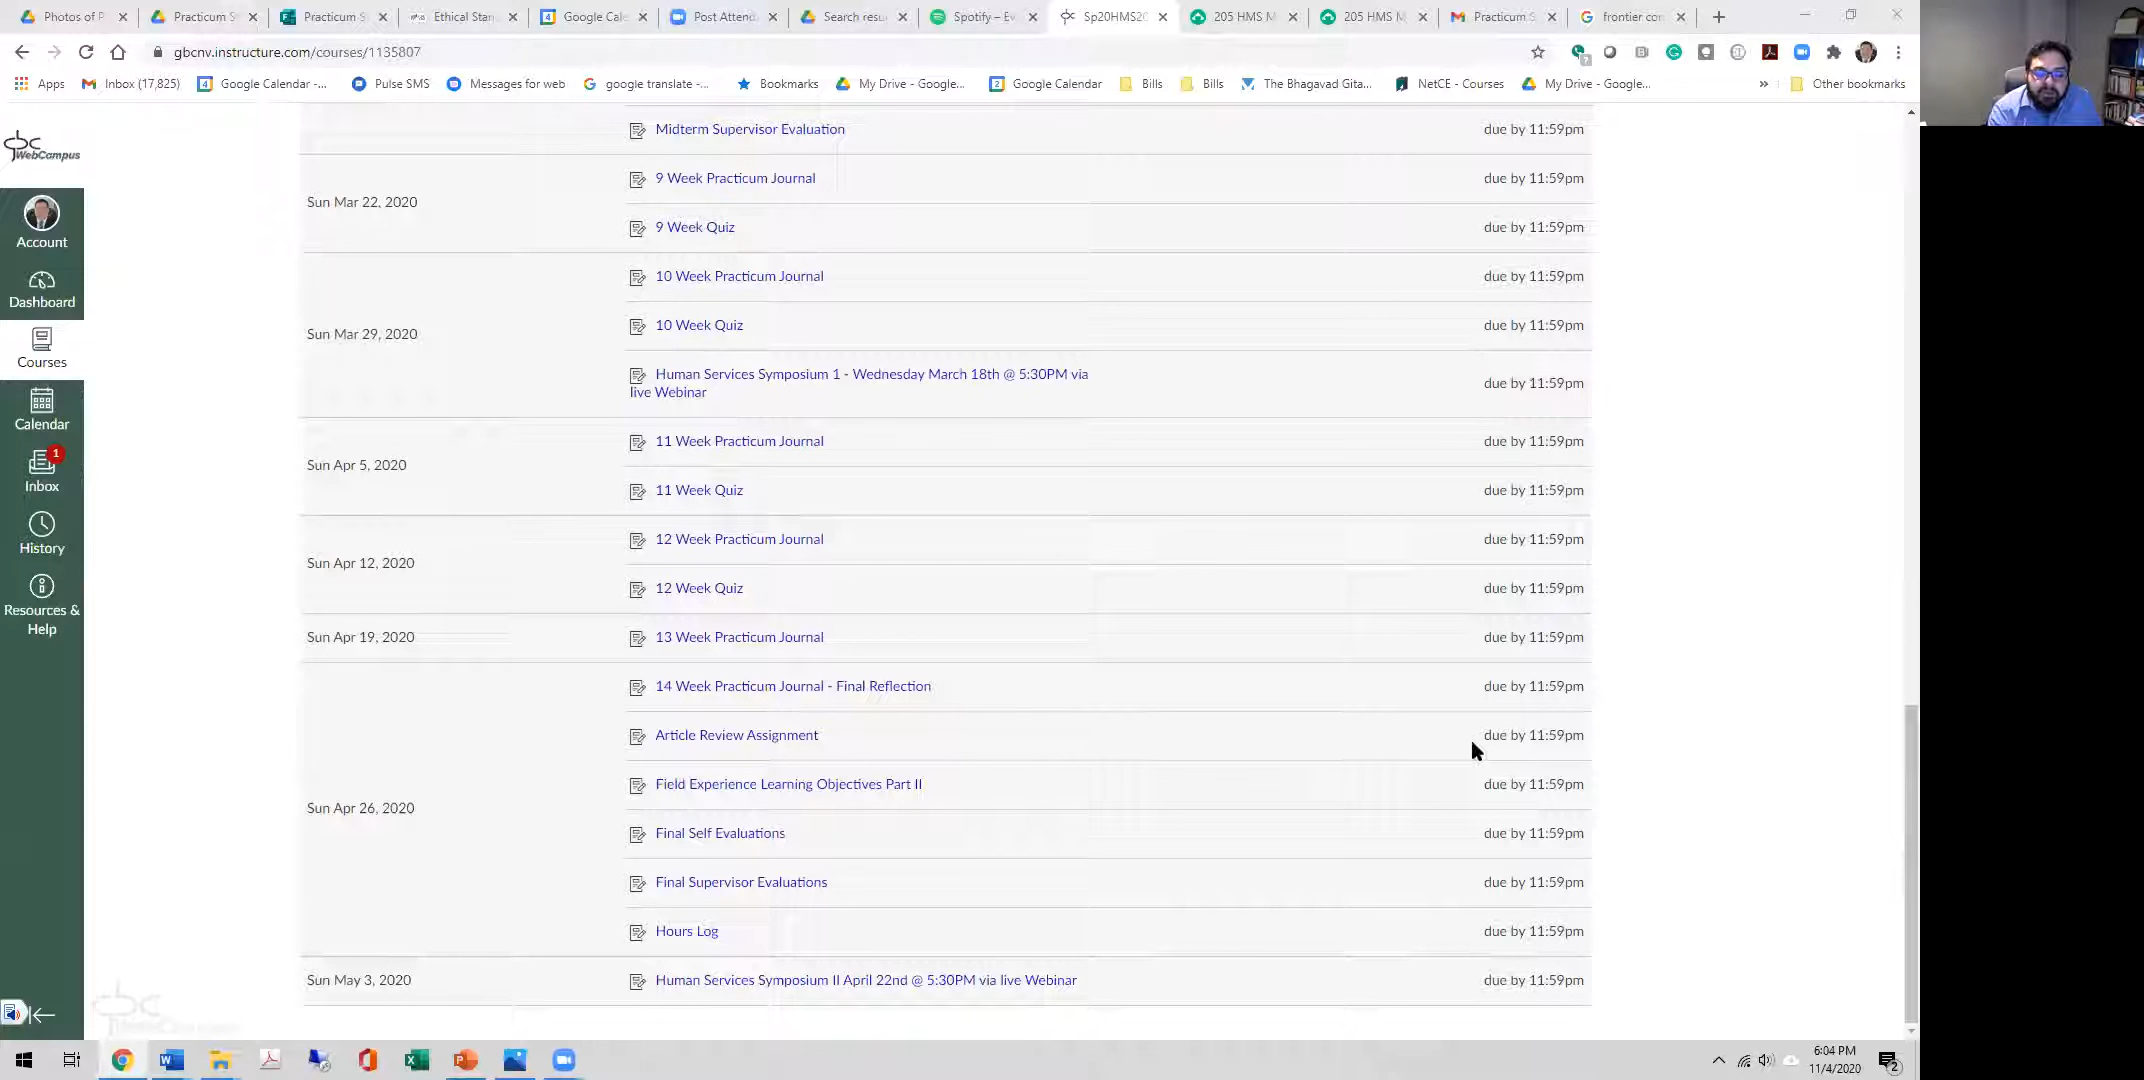 Photos of P
Practicum S
Practicum S
Ethical Stan
Google Cale
Post Attend
Search resu
Spotify – Ev
Sp20HMS20
205 HMS M
205 HMS M
Practicum S
frontier con
gbcnv.instructure.com/courses/1135807
Apps
Inbox (17,825)
Google Calendar -...
Pulse SMS
Messages for web
google translate -...
Bookmarks
My Drive - Google...
Google Calendar
Bills
Bills
The Bhagavad Gita...
NetCE - Courses
My Drive - Google...
Other bookmarks
gbc
WebCampus
Account
Dashboard
Courses
Calendar
1
Inbox
History
Resources &
Help
Midterm Supervisor Evaluation due by 11:59pm
Sun Mar 22, 2020
9 Week Practicum Journal due by 11:59pm
9 Week Quiz due by 11:59pm
Sun Mar 29, 2020
10 Week Practicum Journal due by 11:59pm
10 Week Quiz due by 11:59pm
Human Services Symposium 1 - Wednesday March 18th @ 5:30PM via
live Webinar
due by 11:59pm
Sun Apr 5, 2020
11 Week Practicum Journal due by 11:59pm
11 Week Quiz due by 11:59pm
Sun Apr 12, 2020
12 Week Practicum Journal due by 11:59pm
12 Week Quiz due by 11:59pm
Sun Apr 19, 2020 13 Week Practicum Journal due by 11:59pm
Sun Apr 26, 2020
14 Week Practicum Journal - Final Reflection due by 11:59pm
Article Review Assignment due by 11:59pm
Field Experience Learning Objectives Part II due by 11:59pm
Final Self Evaluations due by 11:59pm
Final Supervisor Evaluations due by 11:59pm
Hours Log due by 11:59pm
Sun May 3, 2020 Human Services Symposium II April 22nd @ 5:30PM via live Webinar due by 11:59pm
6:04 PM
11/4/2020
2